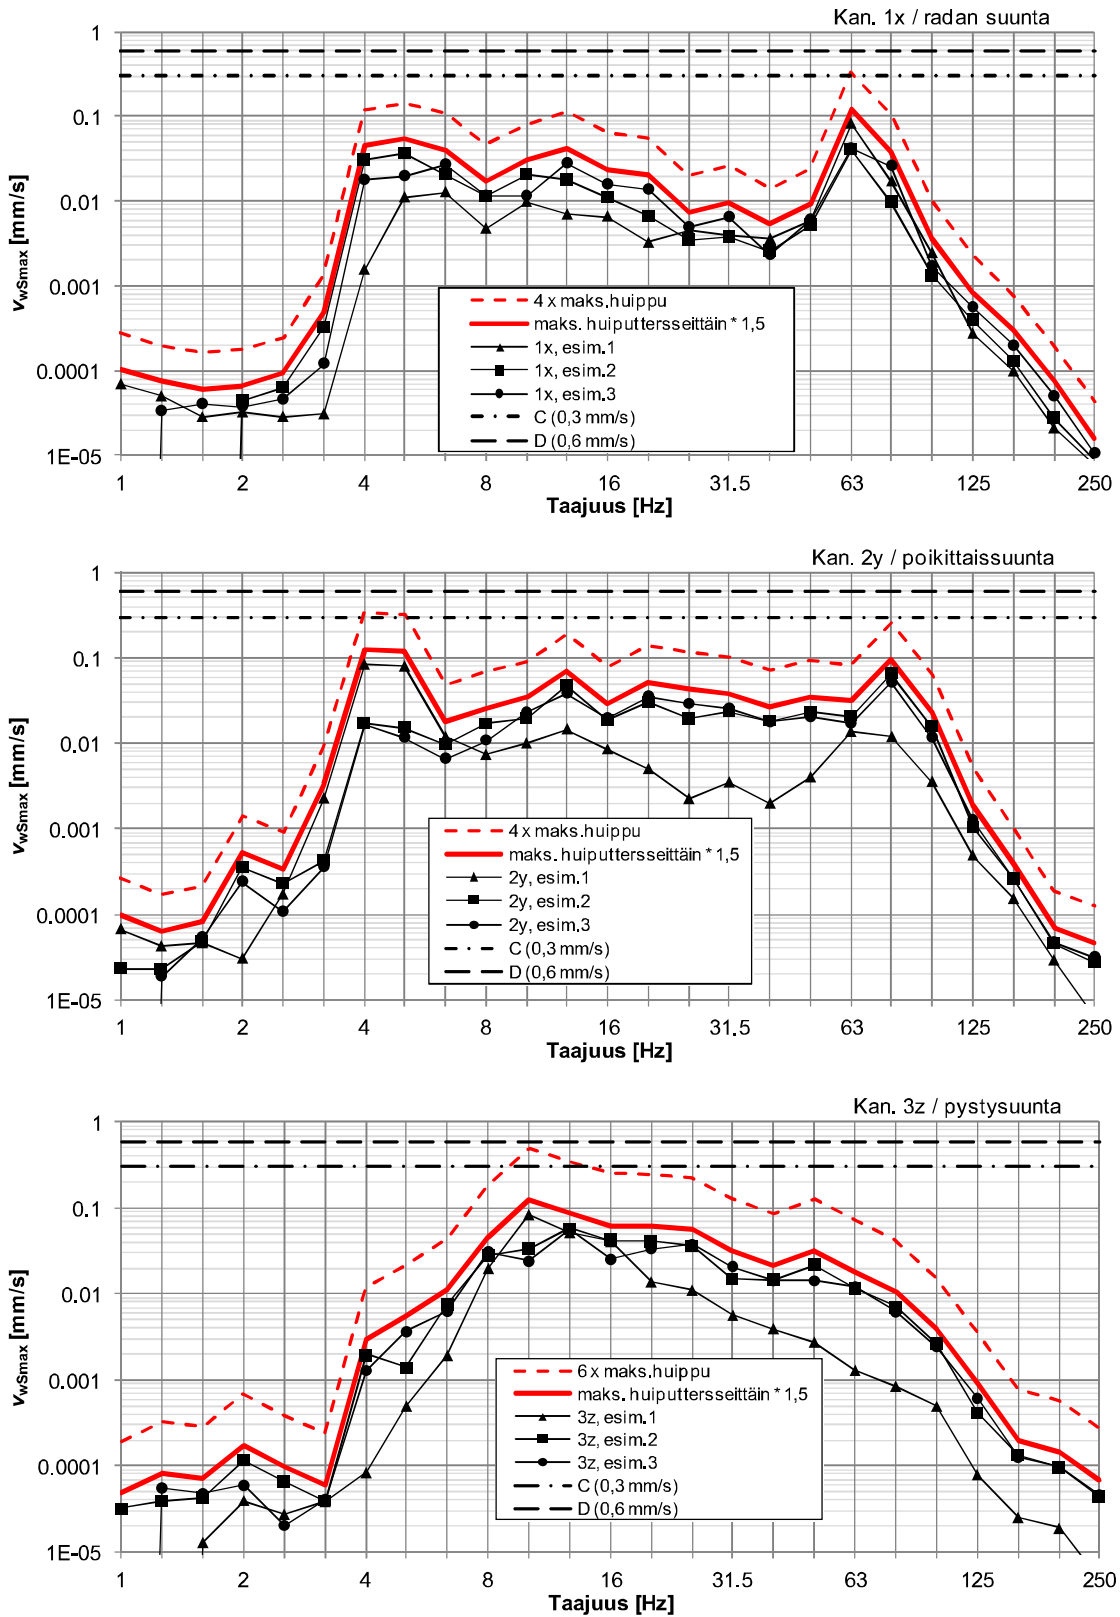 Kan. 1x / radan suunta
1
0.1
0.01
0.001
0.0001
1E-05
vwSmax [mm/s]
4 x maks.huippu
maks. huiputtersseittäin * 1,5
1x, esim.1
1x, esim.2
1x, esim.3
C (0,3 mm/s)
D (0,6 mm/s)
1 2 4 8 16 31.5 63 125 250
Taajuus [Hz]
Kan. 2y / poikittaissuunta
1
0.1
0.01
0.001
0.0001
1E-05
vwSmax [mm/s]
4 x maks.huippu
maks. huiputtersseittäin * 1,5
2y, esim.1
2y, esim.2
2y, esim.3
C (0,3 mm/s)
D (0,6 mm/s)
1 2 4 8 16 31.5 63 125 250
Taajuus [Hz]
Kan. 3z / pystysuunta
1
0.1
0.01
0.001
0.0001
1E-05
vwSmax [mm/s]
6 x maks.huippu
maks. huiputtersseittäin * 1,5
3z, esim.1
3z, esim.2
3z, esim.3
C (0,3 mm/s)
D (0,6 mm/s)
1 2 4 8 16 31.5 63 125 250
Taajuus [Hz]